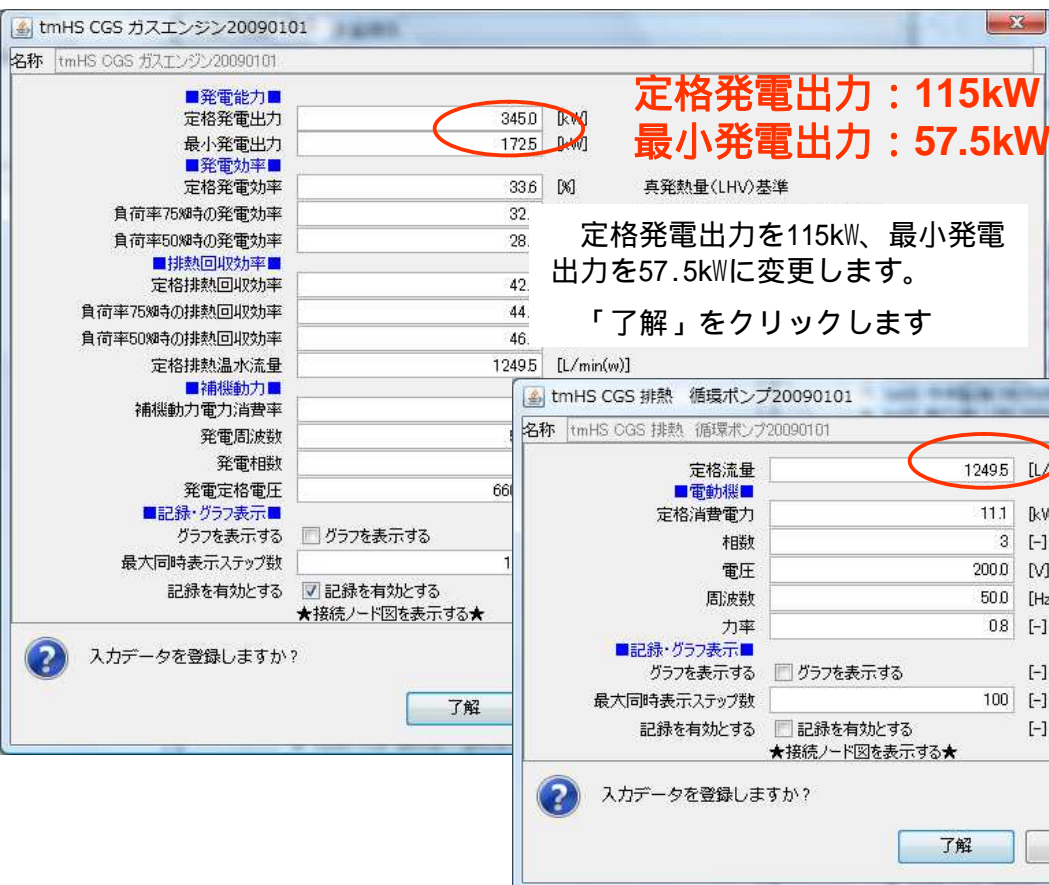 tmHS CGS ガスエンジン20090101
名称 tmHS CGS ガスエンジン20090101
■発電能力■
定格発電出力 345.0 [kW]
最小発電出力 172.5 [kW]
定格発電出力：115kW
最小発電出力：57.5kW
■発電効率■
定格発電効率 33.6 [%] 真発熱量(LHV)基準
負荷率75%時の発電効率 32.
負荷率50%時の発電効率 28.
■排熱回収効率■
定格排熱回収効率 42.
負荷率75%時の排熱回収効率 44.
負荷率50%時の排熱回収効率 46.
定格排熱温水流量 1249.5 [L/min(w)]
定格発電出力を115kW、最小発電
出力を57.5kWに変更します。
「了解」をクリックします
■補機動力■
補機動力電力消費率
発電周波数
発電相数
発電定格電圧 660
■記録・グラフ表示■
グラフを表示する グラフを表示する
最大同時表示ステップ数 1
記録を有効とする 記録を有効とする
★接続ノード図を表示する★
入力データを登録しますか?
了解
tmHS CGS 排熱 循環ポンプ20090101
名称 tmHS CGS 排熱 循環ポンプ20090101
定格流量 1249.5 [L/
■電動機■
定格消費電力 11.1 [kW
相数 3 [-]
電圧 200.0 [V]
周波数 50.0 [Hz
力率 0.8 [-]
■記録・グラフ表示■
グラフを表示する グラフを表示する [-]
最大同時表示ステップ数 100 [-]
記録を有効とする 記録を有効とする [-]
★接続ノード図を表示する★
入力データを登録しますか?
了解